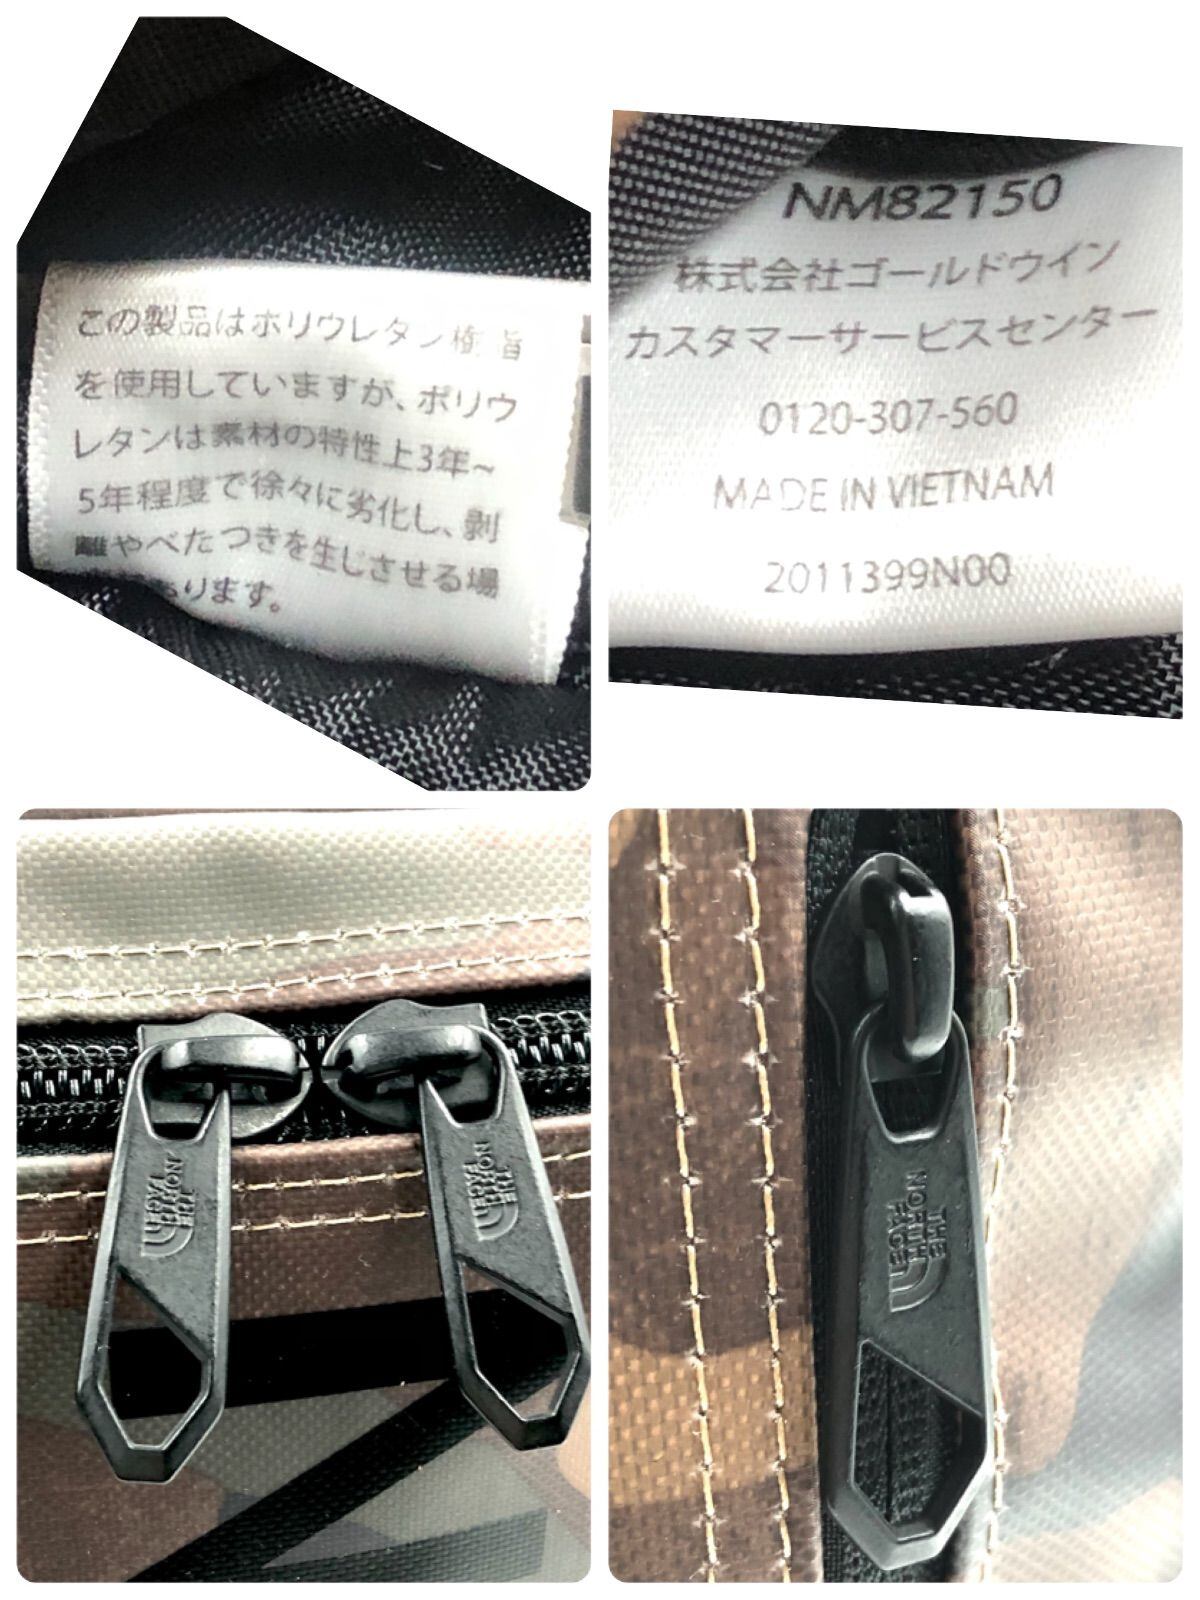 この製品はポリウレタン樹脂
を使用していますが、ポリウ
レタンは素材の特性上3年~
5年程度で徐々に劣化し、剥
離やべたつきを生じさせる場
ります。
NM82150
株式会社ゴールドウイン
カスタマーサービスセンター
0120-307-560
MADE IN VIETNAM
2011399N00
THE
NORTH
FACE
THE
NORTH
FACE
THE
NORTH
FACE